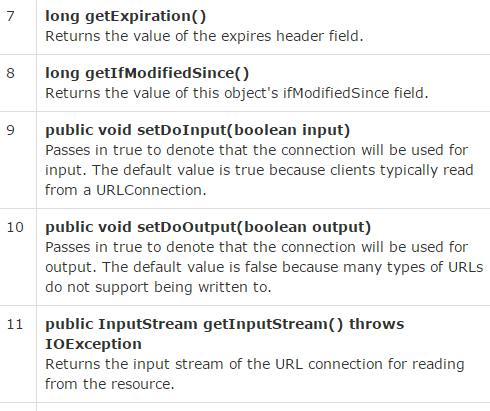 7 long getExpiration()
Returns the value of the expires header field.
8 long getIfModifiedSince()
Returns the value of this object's ifModifiedSince field.
9 public void setDoInput(boolean input)
Passes in true to denote that the connection will be used for
input. The default value is true because clients typically read
from a URLConnection.
10 public void setDoOutput(boolean output)
Passes in true to denote that the connection will be used for
output. The default value is false because many types of URLs
do not support being written to.
11 public InputStream getInputStream() throws
IOException
Returns the input stream of the URL connection for reading
from the resource.